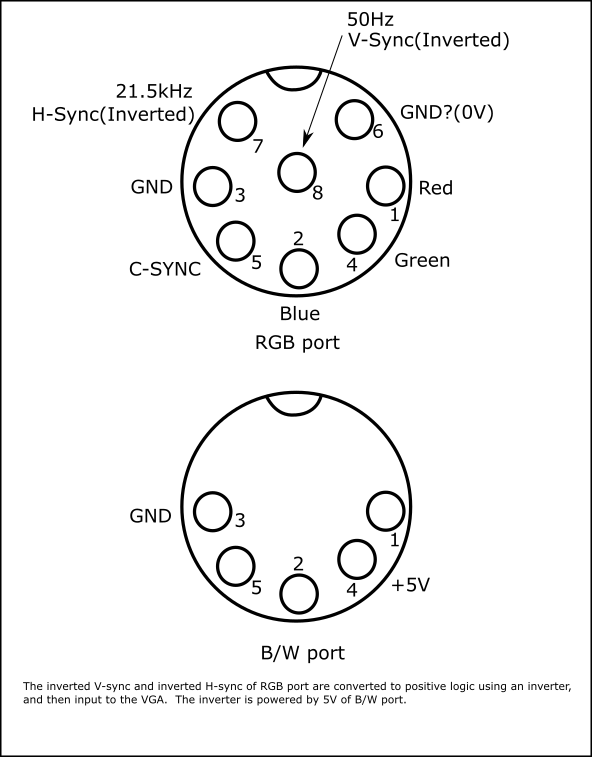 50Hz
V-Sync(Inverted)
21.5kHz
H-Sync(Inverted)
GND?(0V)
7
6
8
GND
3
Red
1
C-SYNC
5
2
4
Green
Blue
RGB port
GND
3
1
5
2
4
+5V
B/W port
The inverted V-sync and inverted H-sync of RGB port are converted to positive logic using an inverter,
and then input to the VGA.  The inverter is powered by 5V of B/W port.